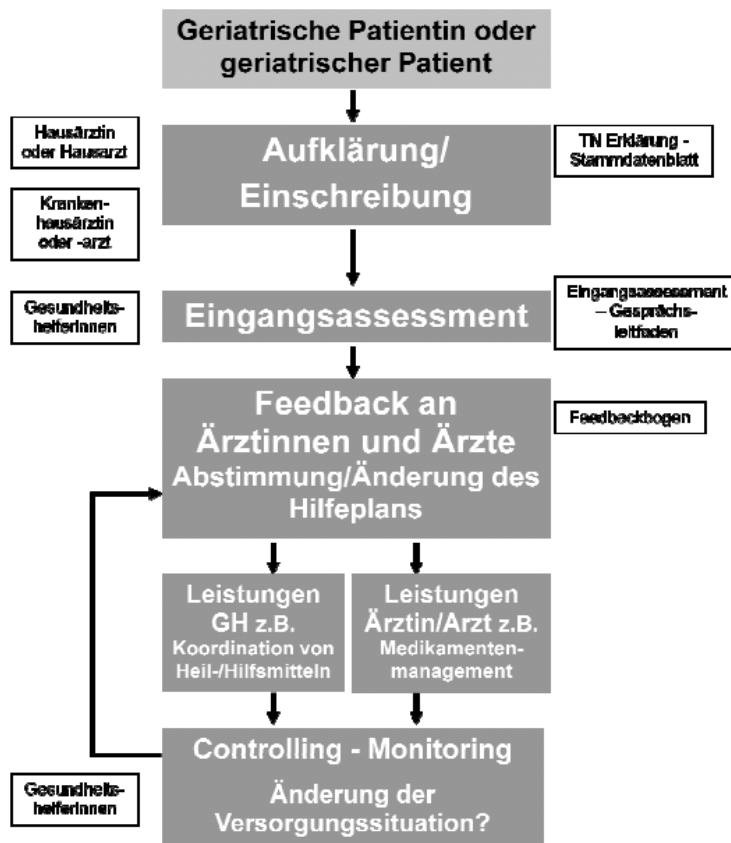 Geriatrische Patientin oder
geriatrischer Patient
Hausärztin
oder Hausarzt
Aufklärung/
Einschreibung
TN Erklärung -
Stammdatenblatt
Kranken-
hausärztin
oder -arzt
Gesundheits-
helferInnen
Eingangsassessment
Eingangsassessment
– Gesprächs-
leitfaden
Feedback an
Ärztinnen und Ärzte
Abstimmung/Änderung des
Hilfeplans
Feedbackbogen
Leistungen
GH z.B.
Koordination von
Heil-/Hilfsmitteln
Leistungen
Ärztin/Arzt z.B.
Medikamenten-
management
Controlling - Monitoring
Änderung der
Versorgungssituation?
Gesundheits-
helferInnen